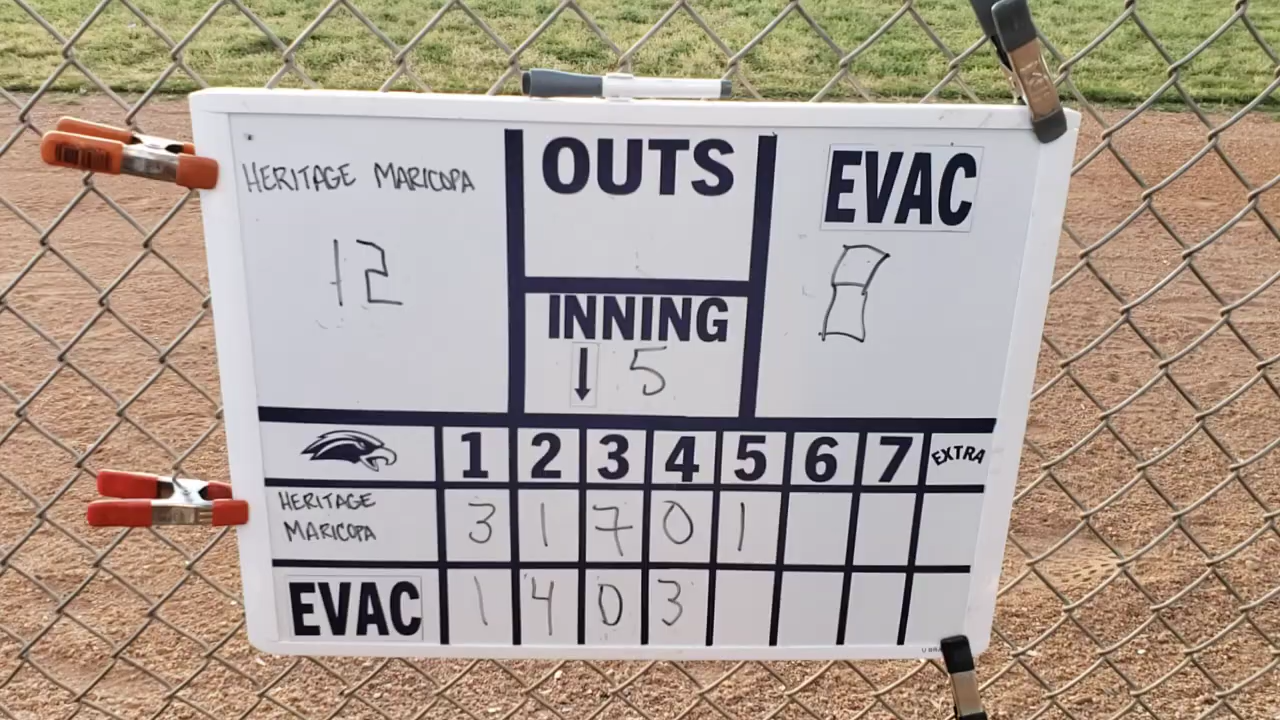 HERITAGE MARICOPA
12
OUTS
INNING
↓ 5
EVAC
8
1 2 3 4 5 6 7 EXTRA
HERITAGE
MARICOPA
3 1 7 0 1
EVAC
1 4 0 3